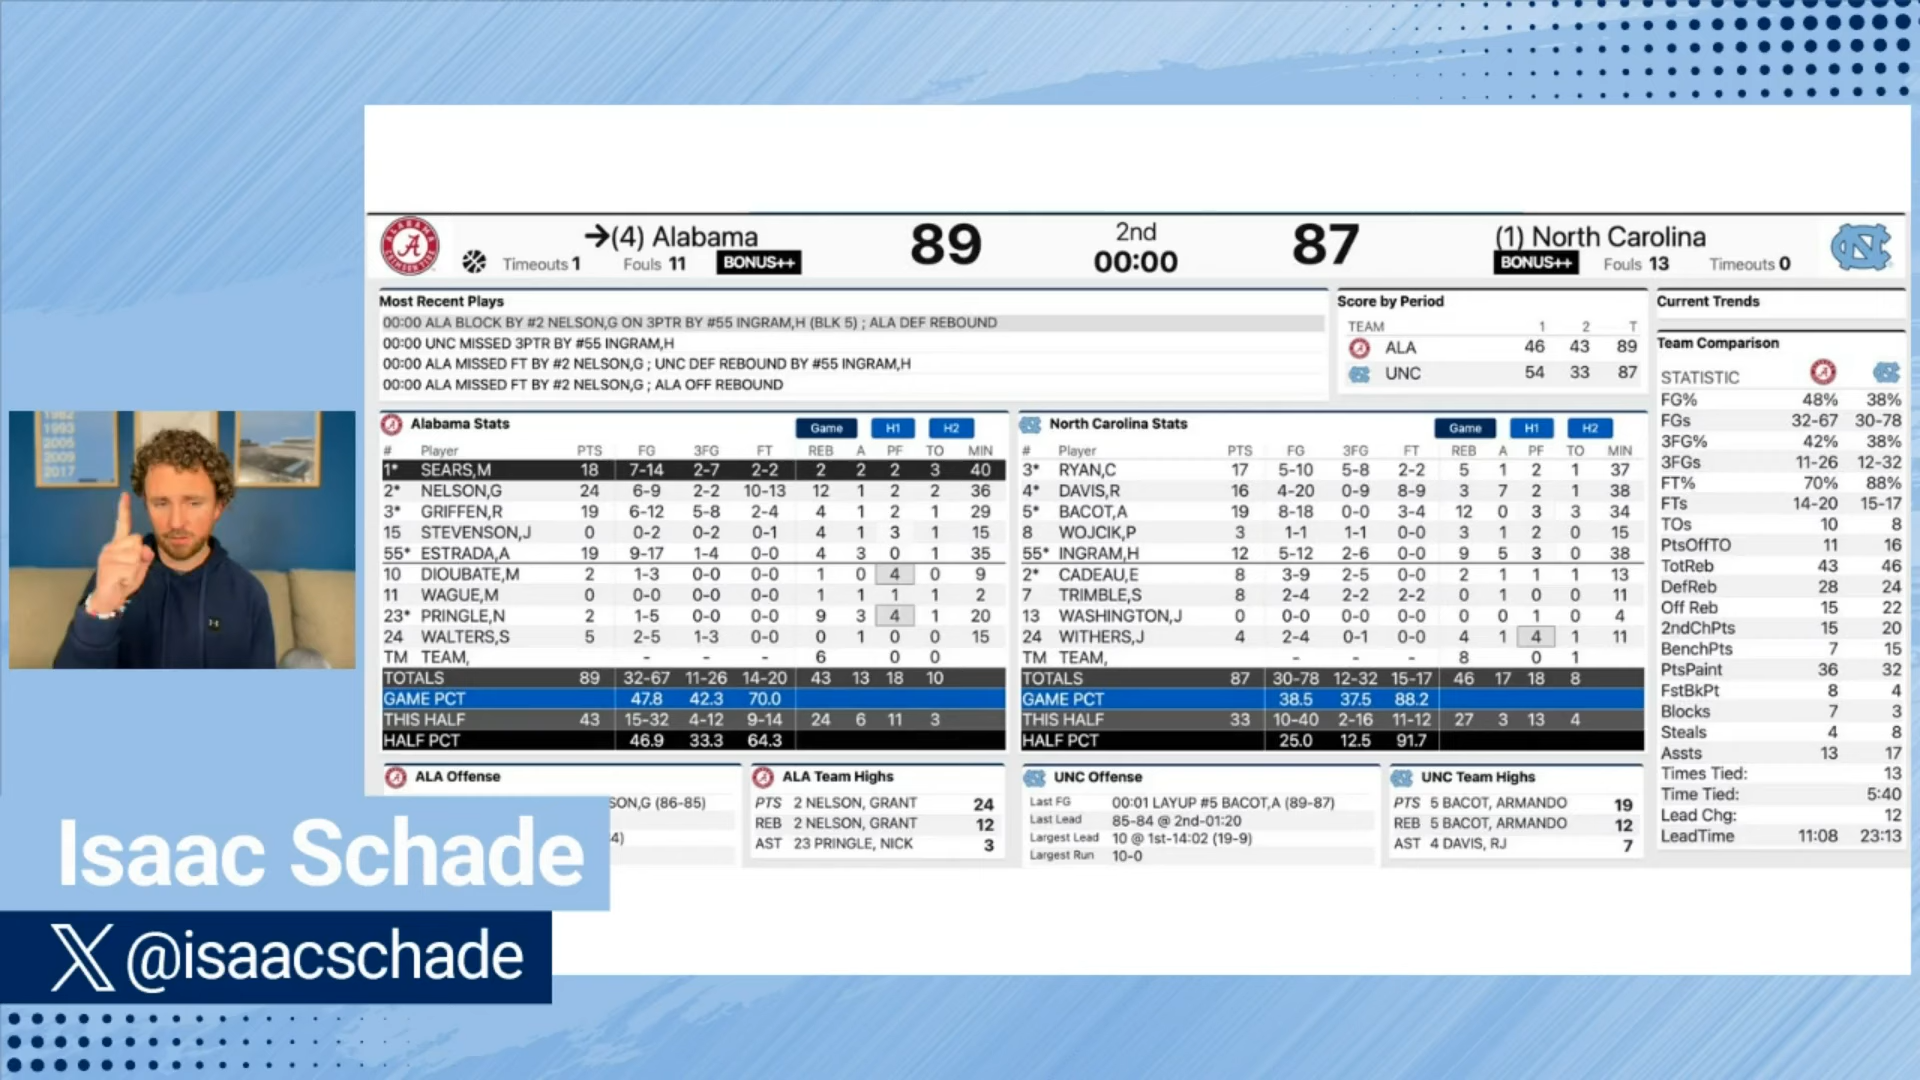 →(4) Alabama 89 2nd 87 (1) North Carolina
Timeouts 1 Fouls 11 BONUS++ 00:00 BONUS++ Fouls 13 Timeouts 0
Most Recent Plays
00:00 ALA BLOCK BY #2 NELSON,G ON 3PTR BY #55 INGRAM,H (BLK 5) ; ALA DEF REBOUND
00:00 UNC MISSED 3PTR BY #55 INGRAM,H
00:00 ALA MISSED FT BY #2 NELSON,G ; UNC DEF REBOUND BY #55 INGRAM,H
00:00 ALA MISSED FT BY #2 NELSON,G ; ALA OFF REBOUND
Score by Period
TEAM 1 2 T
ALA 46 43 89
UNC 54 33 87
Current Trends
Team Comparison
STATISTIC
FG% 48% 38%
FGs 32-67 30-78
3FG% 42% 38%
3FGs 11-26 12-32
FT% 70% 88%
FTs 14-20 15-17
TOs 10 8
PtsOffTO 11 16
TotReb 43 46
DefReb 28 24
Off Reb 15 22
2ndChPts 15 20
BenchPts 7 15
PtsPaint 36 32
FstBkPt 8 4
Blocks 7 3
Steals 4 8
Assts 13 17
Times Tied: 13
Time Tied: 5:40
Lead Chg: 12
LeadTime 11:08 23:13
Alabama Stats Game H1 H2
# Player PTS FG 3FG FT REB A PF TO MIN
1* SEARS,M 18 7-14 2-7 2-2 2 2 2 3 40
2* NELSON,G 24 6-9 2-2 10-13 12 1 2 2 36
3* GRIFFEN,R 19 6-12 5-8 2-4 4 1 2 1 29
15 STEVENSON,J 0 0-2 0-2 0-1 4 1 3 1 15
55* ESTRADA,A 19 9-17 1-4 0-0 4 3 0 1 35
10 DIOUBATE,M 2 1-3 0-0 0-0 1 0 4 0 9
11 WAGUE,M 0 0-0 0-0 0-0 1 1 1 1 2
23* PRINGLE,N 2 1-5 0-0 0-0 9 3 4 1 20
24 WALTERS,S 5 2-5 1-3 0-0 0 1 0 0 15
TM TEAM, - - - 6 0 0
TOTALS 89 32-67 11-26 14-20 43 13 18 10
GAME PCT 47.8 42.3 70.0
THIS HALF 43 15-32 4-12 9-14 24 6 11 3
HALF PCT 46.9 33.3 64.3
North Carolina Stats Game H1 H2
# Player PTS FG 3FG FT REB A PF TO MIN
3* RYAN,C 17 5-10 5-8 2-2 5 1 2 1 37
4* DAVIS,R 16 4-20 0-9 8-9 3 7 2 1 38
5* BACOT,A 19 8-18 0-0 3-4 12 0 3 3 34
8 WOJCIK,P 3 1-1 1-1 0-0 3 1 2 0 15
55* INGRAM,H 12 5-12 2-6 0-0 9 5 3 0 38
2* CADEAU,E 8 3-9 2-5 0-0 2 1 1 1 13
7 TRIMBLE,S 8 2-4 2-2 2-2 0 1 0 0 11
13 WASHINGTON,J 0 0-0 0-0 0-0 0 0 1 0 4
24 WITHERS,J 4 2-4 0-1 0-0 4 1 4 1 11
TM TEAM, - - - 8 0 1
TOTALS 87 30-78 12-32 15-17 46 17 18 8
GAME PCT 38.5 37.5 88.2
THIS HALF 33 10-40 2-16 11-12 27 3 13 4
HALF PCT 25.0 12.5 91.7
ALA Offense
SON,G (86-85)
4)
ALA Team Highs
PTS 2 NELSON, GRANT 24
REB 2 NELSON, GRANT 12
AST 23 PRINGLE, NICK 3
UNC Offense
Last FG 00:01 LAYUP #5 BACOT,A (89-87)
Last Lead 85-84 @ 2nd-01:20
Largest Lead 10 @ 1st-14:02 (19-9)
Largest Run 10-0
UNC Team Highs
PTS 5 BACOT, ARMANDO 19
REB 5 BACOT, ARMANDO 12
AST 4 DAVIS, RJ 7
1982
1993
2005
2009
2017
Isaac Schade
X @isaacschade